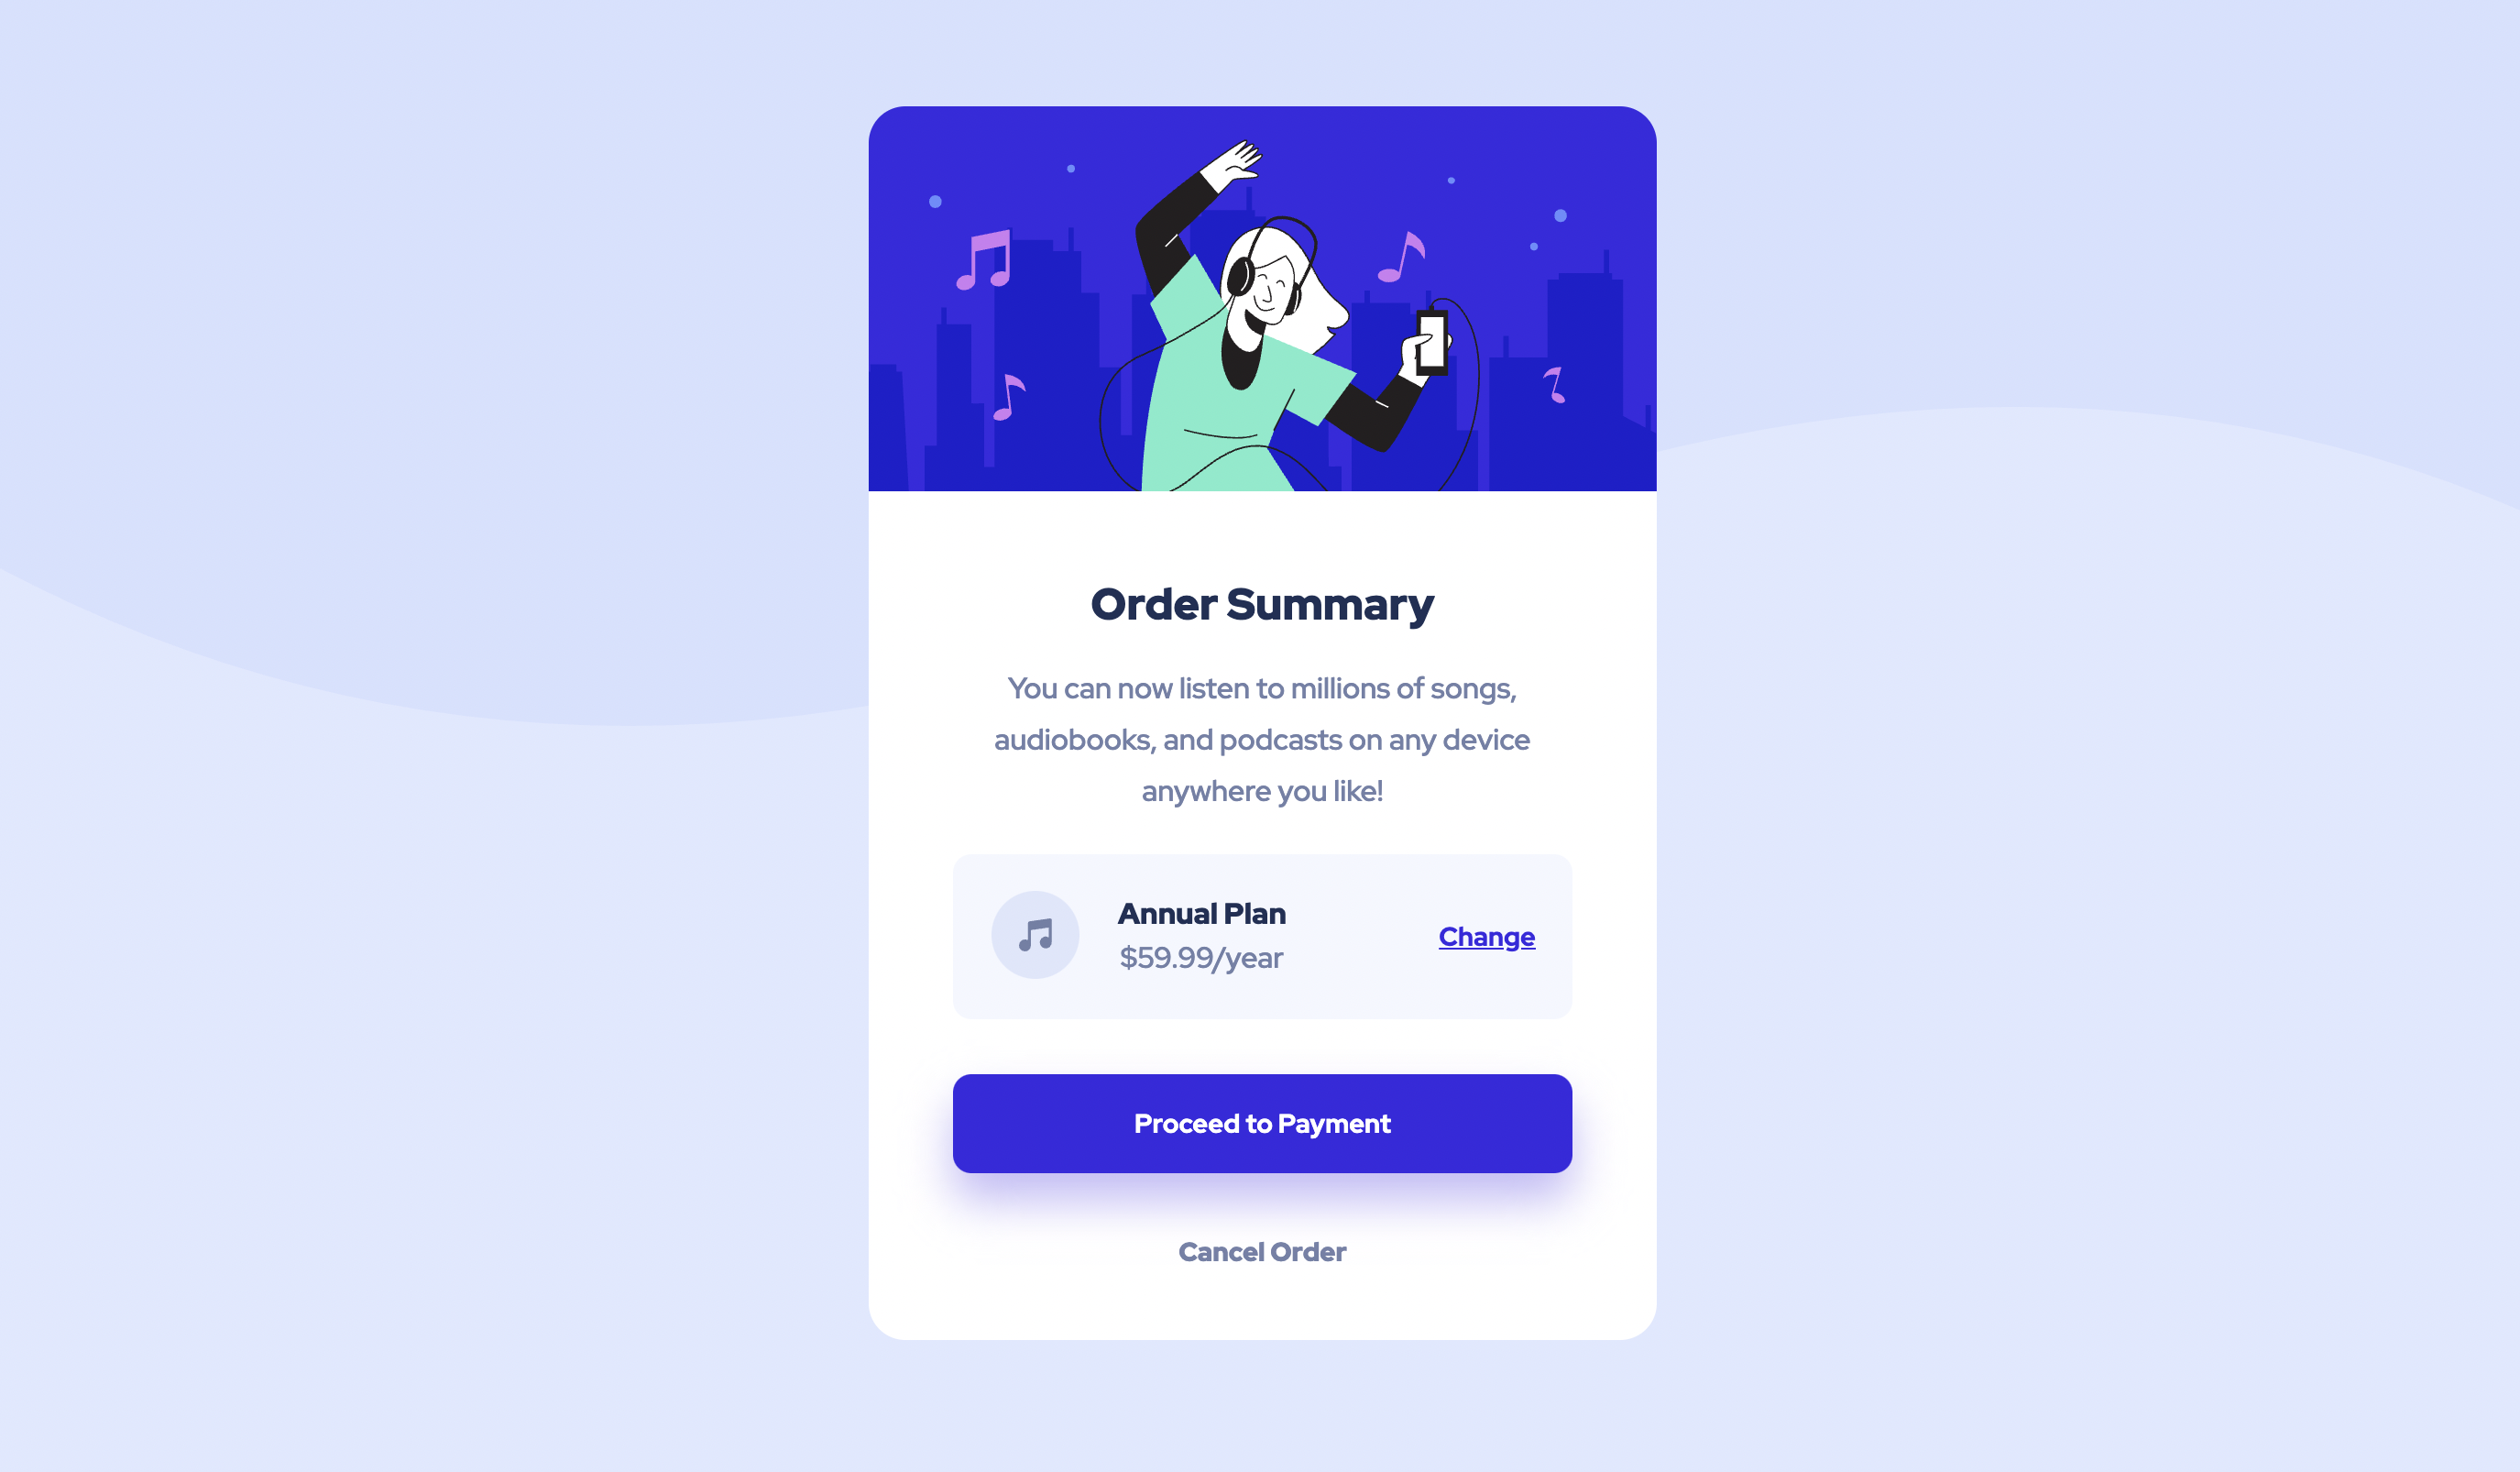 Order Summary
You can now listen to millions of songs,
audiobooks, and podcasts on any device
anywhere you like!
Annual Plan
$59.99/year
Change
Proceed to Payment
Cancel Order